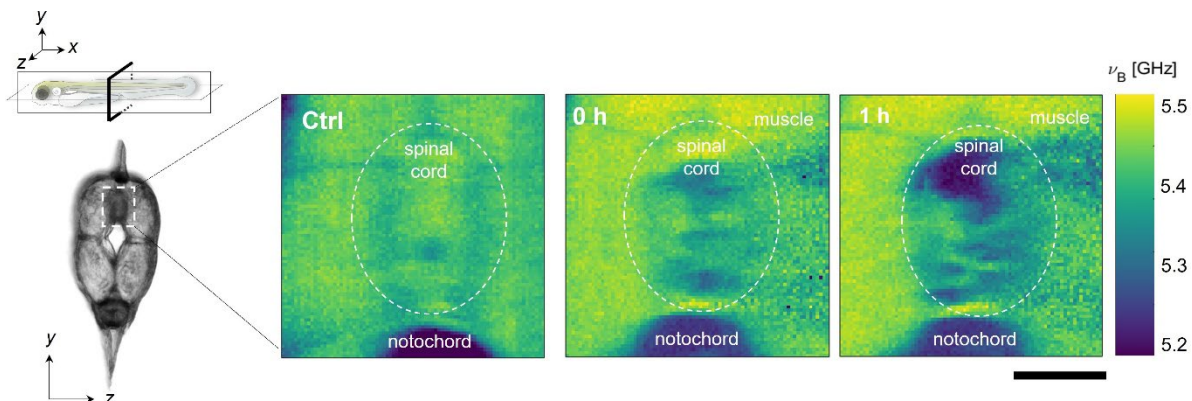 y
x
z
ν_B [GHz]
Ctrl
0 h
muscle
1 h
muscle
spinal
cord
spinal
cord
spinal
cord
notochord
notochord
notochord
5.5
5.4
5.3
5.2
y
z